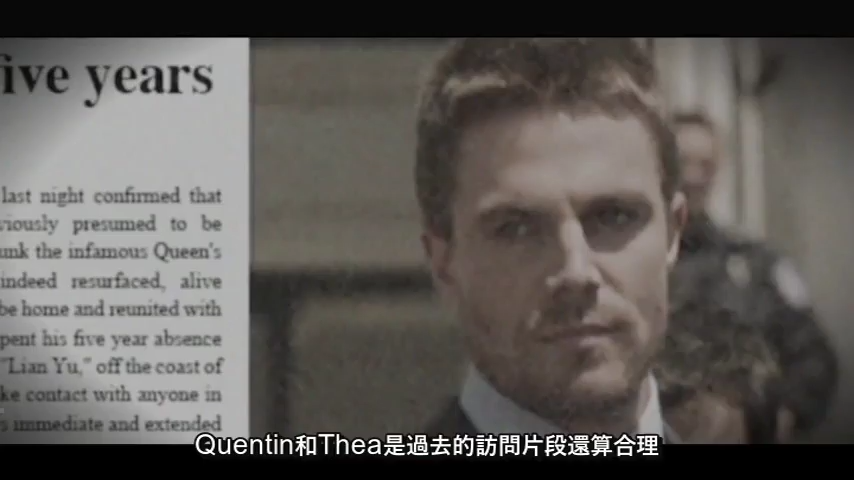 five years
last night confirmed that
viously presumed to be
unk the infamous Queen's
indeed resurfaced, alive
be home and reunited with
pent his five year absence
"Lian Yu," off the coast of
ke contact with anyone in
s immediate and extended
Quentin和Thea是過去的訪問片段還算合理